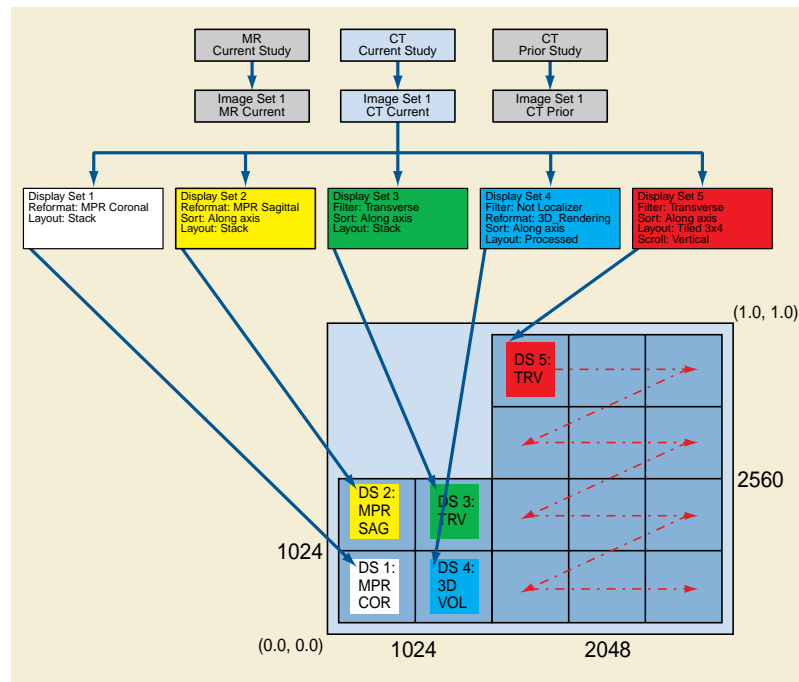 MR
Current Study
CT
Current Study
CT
Prior Study
Image Set 1
MR Current
Image Set 1
CT Current
Image Set 1
CT Prior
Display Set 1
Reformat: MPR Coronal
Layout: Stack
Display Set 2
Reformat: MPR Sagittal
Sort: Along axis
Layout: Stack
Display Set 3
Filter: Transverse
Sort: Along axis
Layout: Stack
Display Set 4
Filter: Not Localizer
Reformat: 3D_Rendering
Sort: Along axis
Layout: Processed
Display Set 5
Filter: Transverse
Sort: Along axis
Layout: Tiled 3x4
Scroll: Vertical
(1.0, 1.0)
DS 5:
TRV
DS 2:
MPR
SAG
DS 3:
TRV
2560
1024
DS 1:
MPR
COR
DS 4:
3D
VOL
(0.0, 0.0)
1024
2048